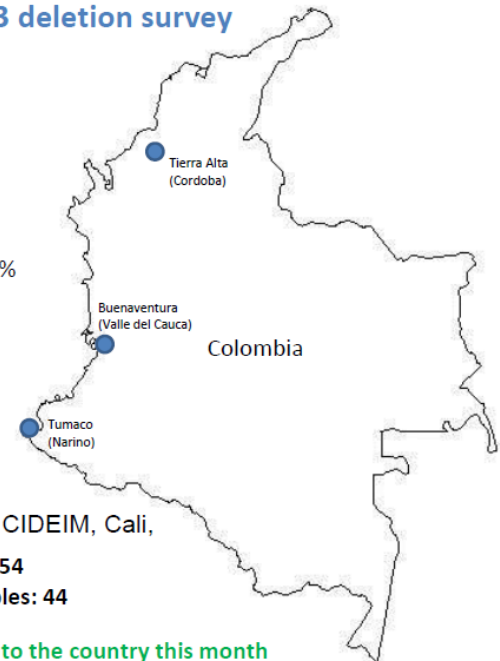 3 deletion survey
Tierra Alta
(Cordoba)
%
Buenaventura
(Valle del Cauca)
Colombia
Tumaco
(Narino)
CIDEIM, Cali,
54
les: 44
to the country this month